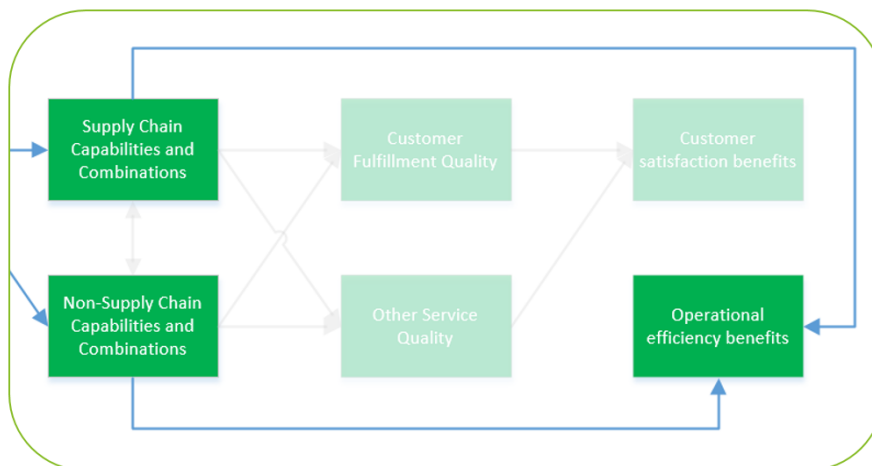 Supply Chain
Capabilities and
Combinations
Customer
Fulfillment Quality
Customer
satisfaction benefits
Non-Supply Chain
Capabilities and
Combinations
Other Service
Quality
Operational
efficiency benefits